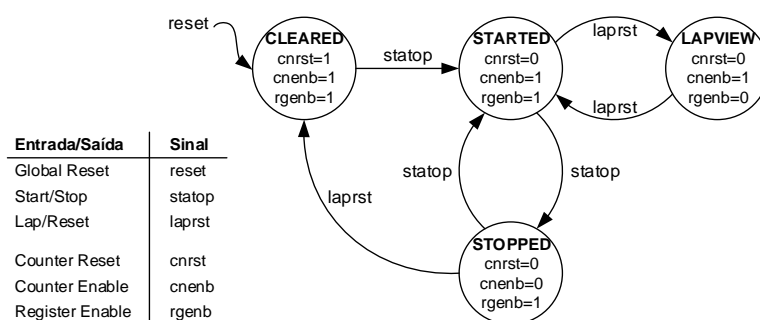 reset
CLEARED
cnrst=1
cnenb=1
rgenb=1
statop
STARTED
cnrst=0
cnenb=1
rgenb=1
laprst
laprst
LAPVIEW
cnrst=0
cnenb=1
rgenb=0
statop
statop
laprst
STOPPED
cnrst=0
cnenb=0
rgenb=1
Entrada/Saída Sinal
Global Reset reset
Start/Stop statop
Lap/Reset laprst
Counter Reset cnrst
Counter Enable cnenb
Register Enable rgenb